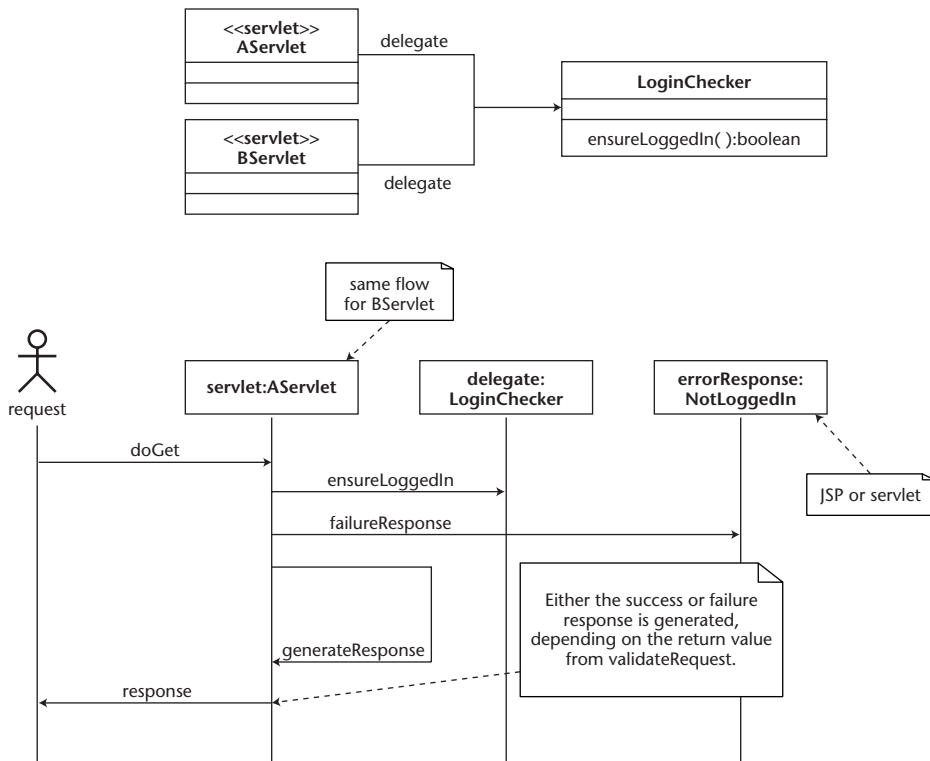 <<servlet>>
AServlet
delegate
LoginChecker
ensureLoggedIn( ):boolean
<<servlet>>
BServlet
delegate
same flow
for BServlet
request
servlet:AServlet
delegate:
LoginChecker
errorResponse:
NotLoggedIn
doGet
ensureLoggedIn
JSP or servlet
failureResponse
Either the success or failure
response is generated,
depending on the return value
from validateRequest.
generateResponse
response